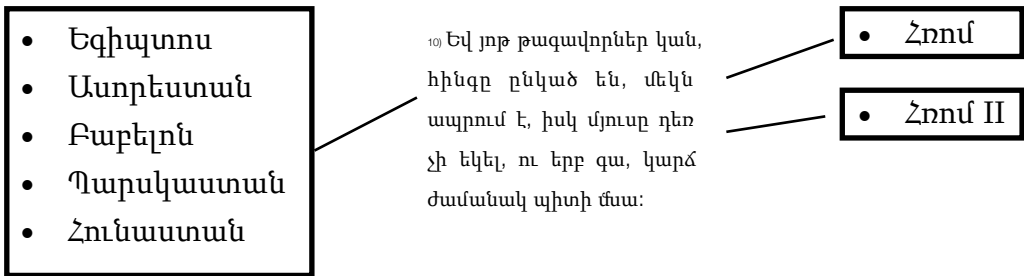 • Եգիպտոս
• Ասորեստան
• Բաբելոն
• Պարսկաստան
• Հունաստան
10) Եվ յոթ թագավորներ կան,
հինգը ընկած են, մեկն
ապրում է, իսկ մյուսը դեռ
չի եկել, ու երբ գա, կարճ
ժամանակ պիտի մնա:
• Հռոմ
• Հռոմ II